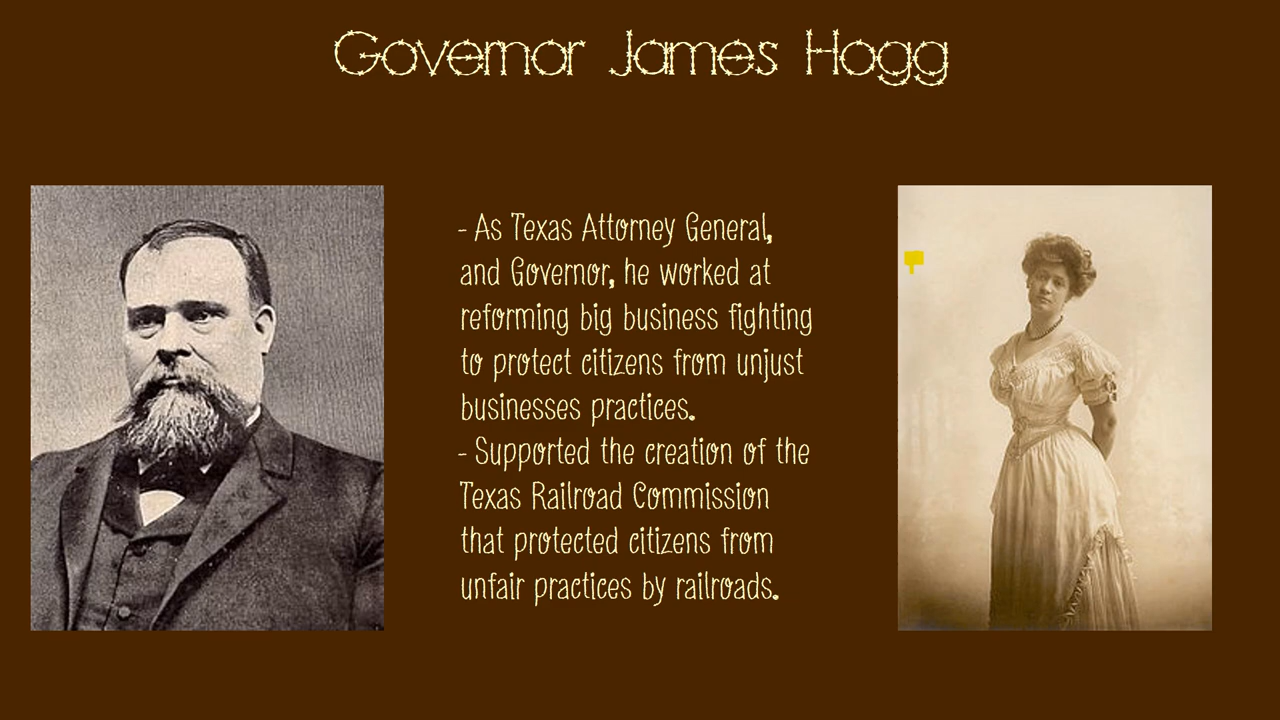 Governor James Hogg
- As Texas Attorney General,
and Governor, he worked at
reforming big business fighting
to protect citizens from unjust
businesses practices.
- Supported the creation of the
Texas Railroad Commission
that protected citizens from
unfair practices by railroads.